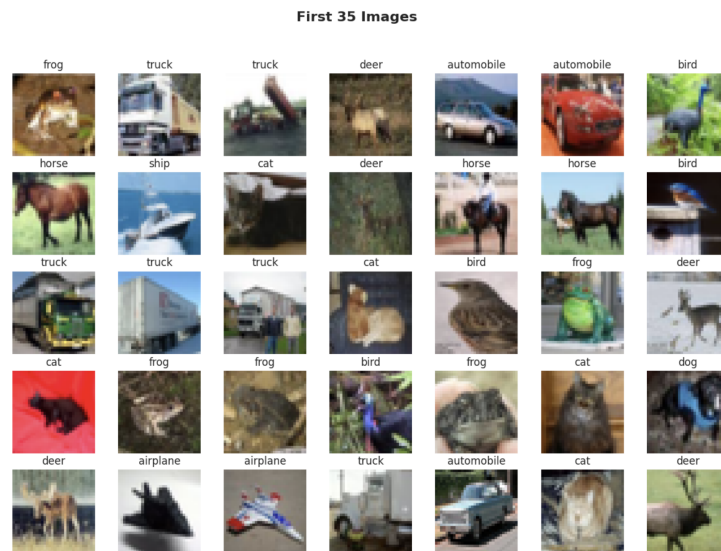 First 35 Images
frog truck truck deer automobile automobile bird
horse ship cat deer horse horse bird
truck truck truck cat bird frog deer
cat frog frog bird frog cat dog
deer airplane airplane truck automobile cat deer